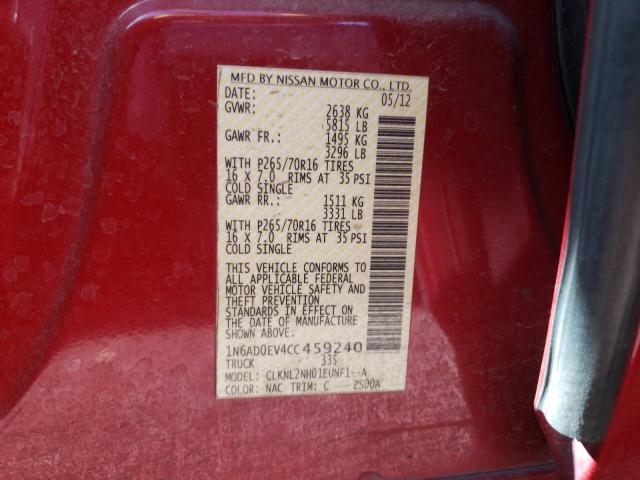 MFD BY NISSAN MOTOR CO., LTD.
DATE: 05/12
GVWR: 2638 KG
5815 LB
GAWR FR.: 1495 KG
3296 LB
WITH P265/70R16 TIRES
16 X 7.0 RIMS AT 35 PSI
COLD SINGLE
GAWR RR.: 1511 KG
3331 LB
WITH P265/70R16 TIRES
16 X 7.0 RIMS AT 35 PSI
COLD SINGLE
THIS VEHICLE CONFORMS TO
ALL APPLICABLE FEDERAL
MOTOR VEHICLE SAFETY AND
THEFT PREVENTION
STANDARDS IN EFFECT ON
THE DATE OF MANUFACTURE
SHOWN ABOVE.
1N6AD0EV4CC459240
TRUCK 335
MODEL: CLKNL2NH01EUNF1--A
COLOR: NAC TRIM: C ZS00A